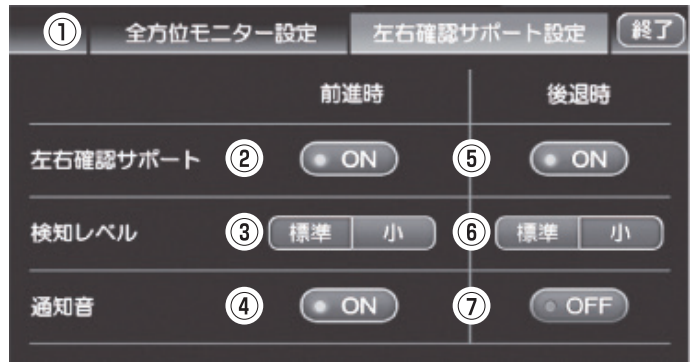 ① 全方位モニター設定 左右確認サポート設定 終了
前進時 後退時
左右確認サポート ② ON ⑤ ON
検知レベル ③ 標準 小 ⑥ 標準 小
通知音 ④ ON ⑦ OFF